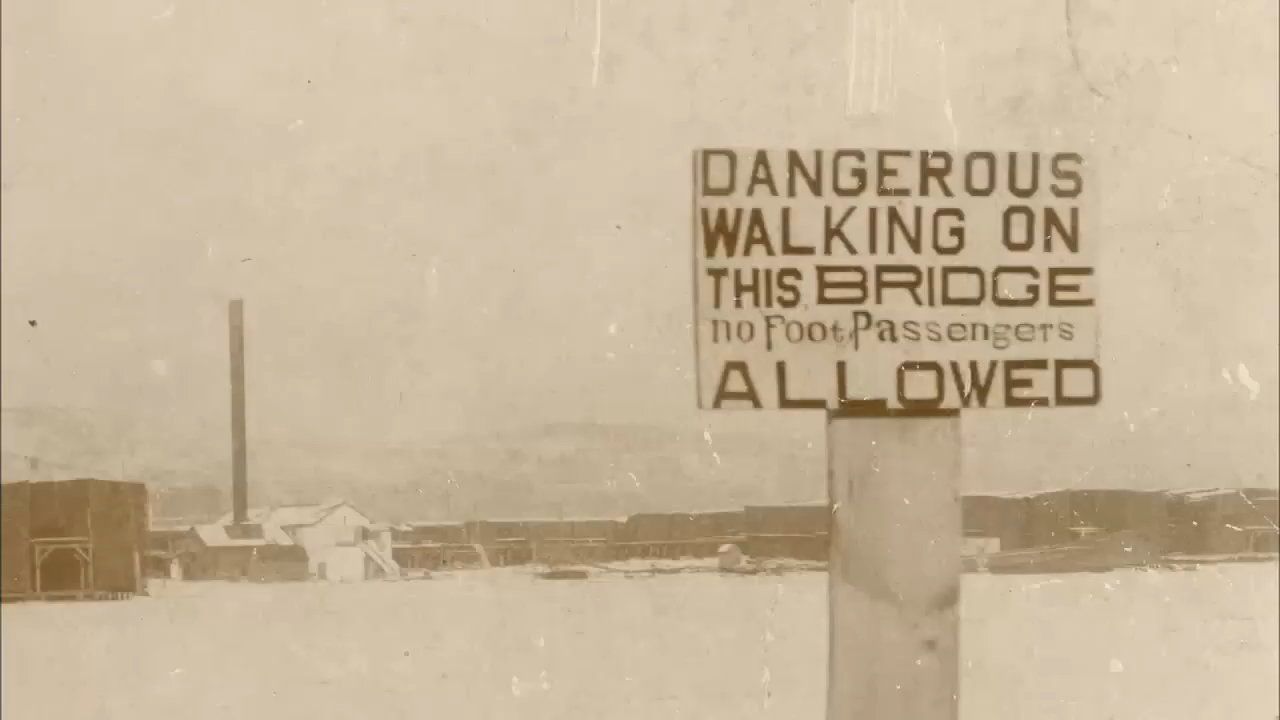 DANGEROUS
WALKING ON
THIS BRIDGE
no Foot Passengers
ALLOWED